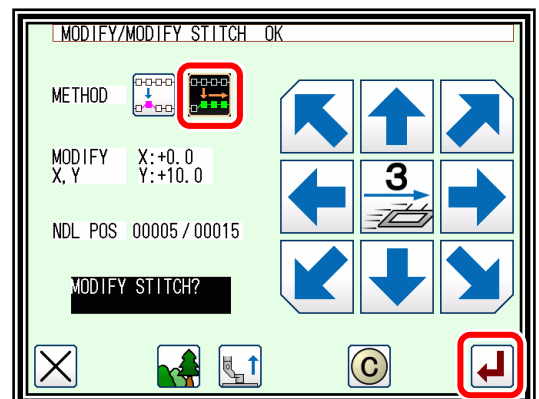 MODIFY/MODIFY STITCH OK
METHOD
MODIFY X:+0.0
X,Y Y:+10.0
3
NDL POS 00005/00015
MODIFY STITCH?
C